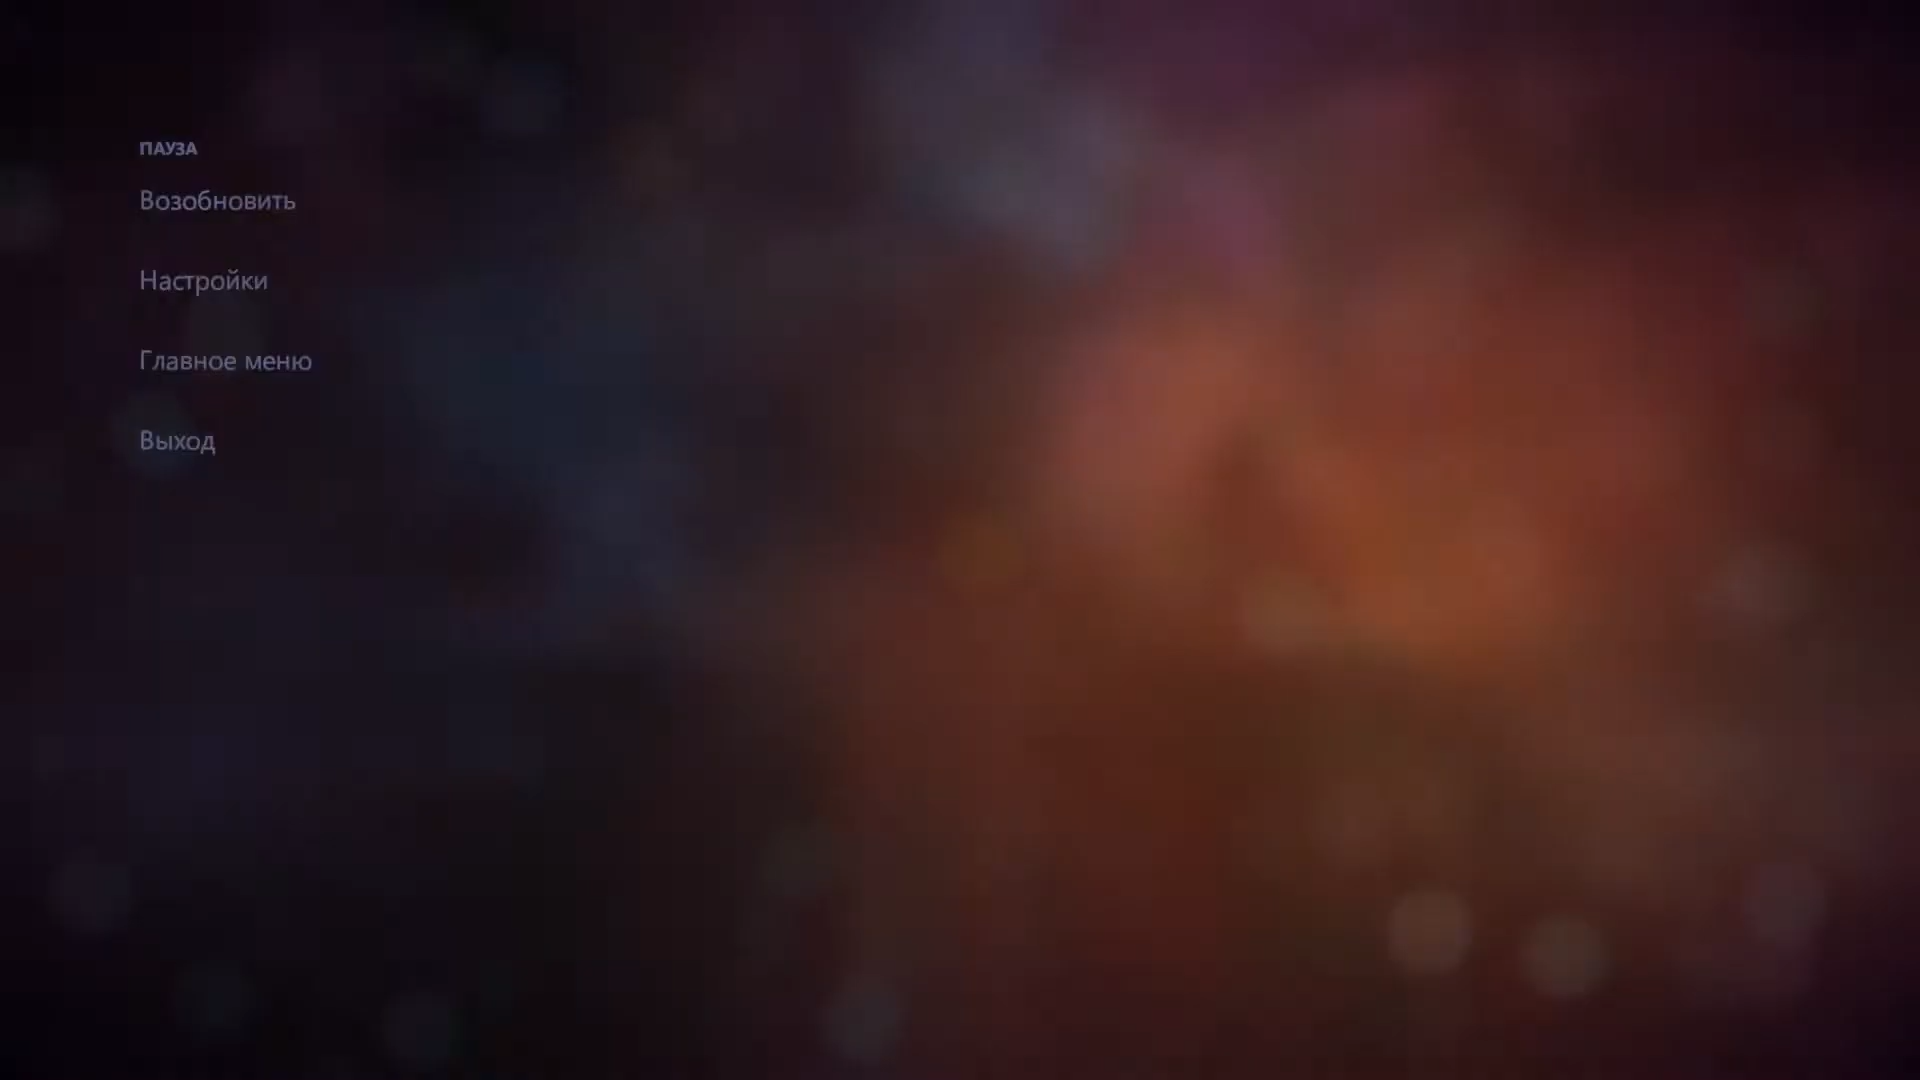 ПАУЗА
Возобновить
Настройки
Главное меню
Выход